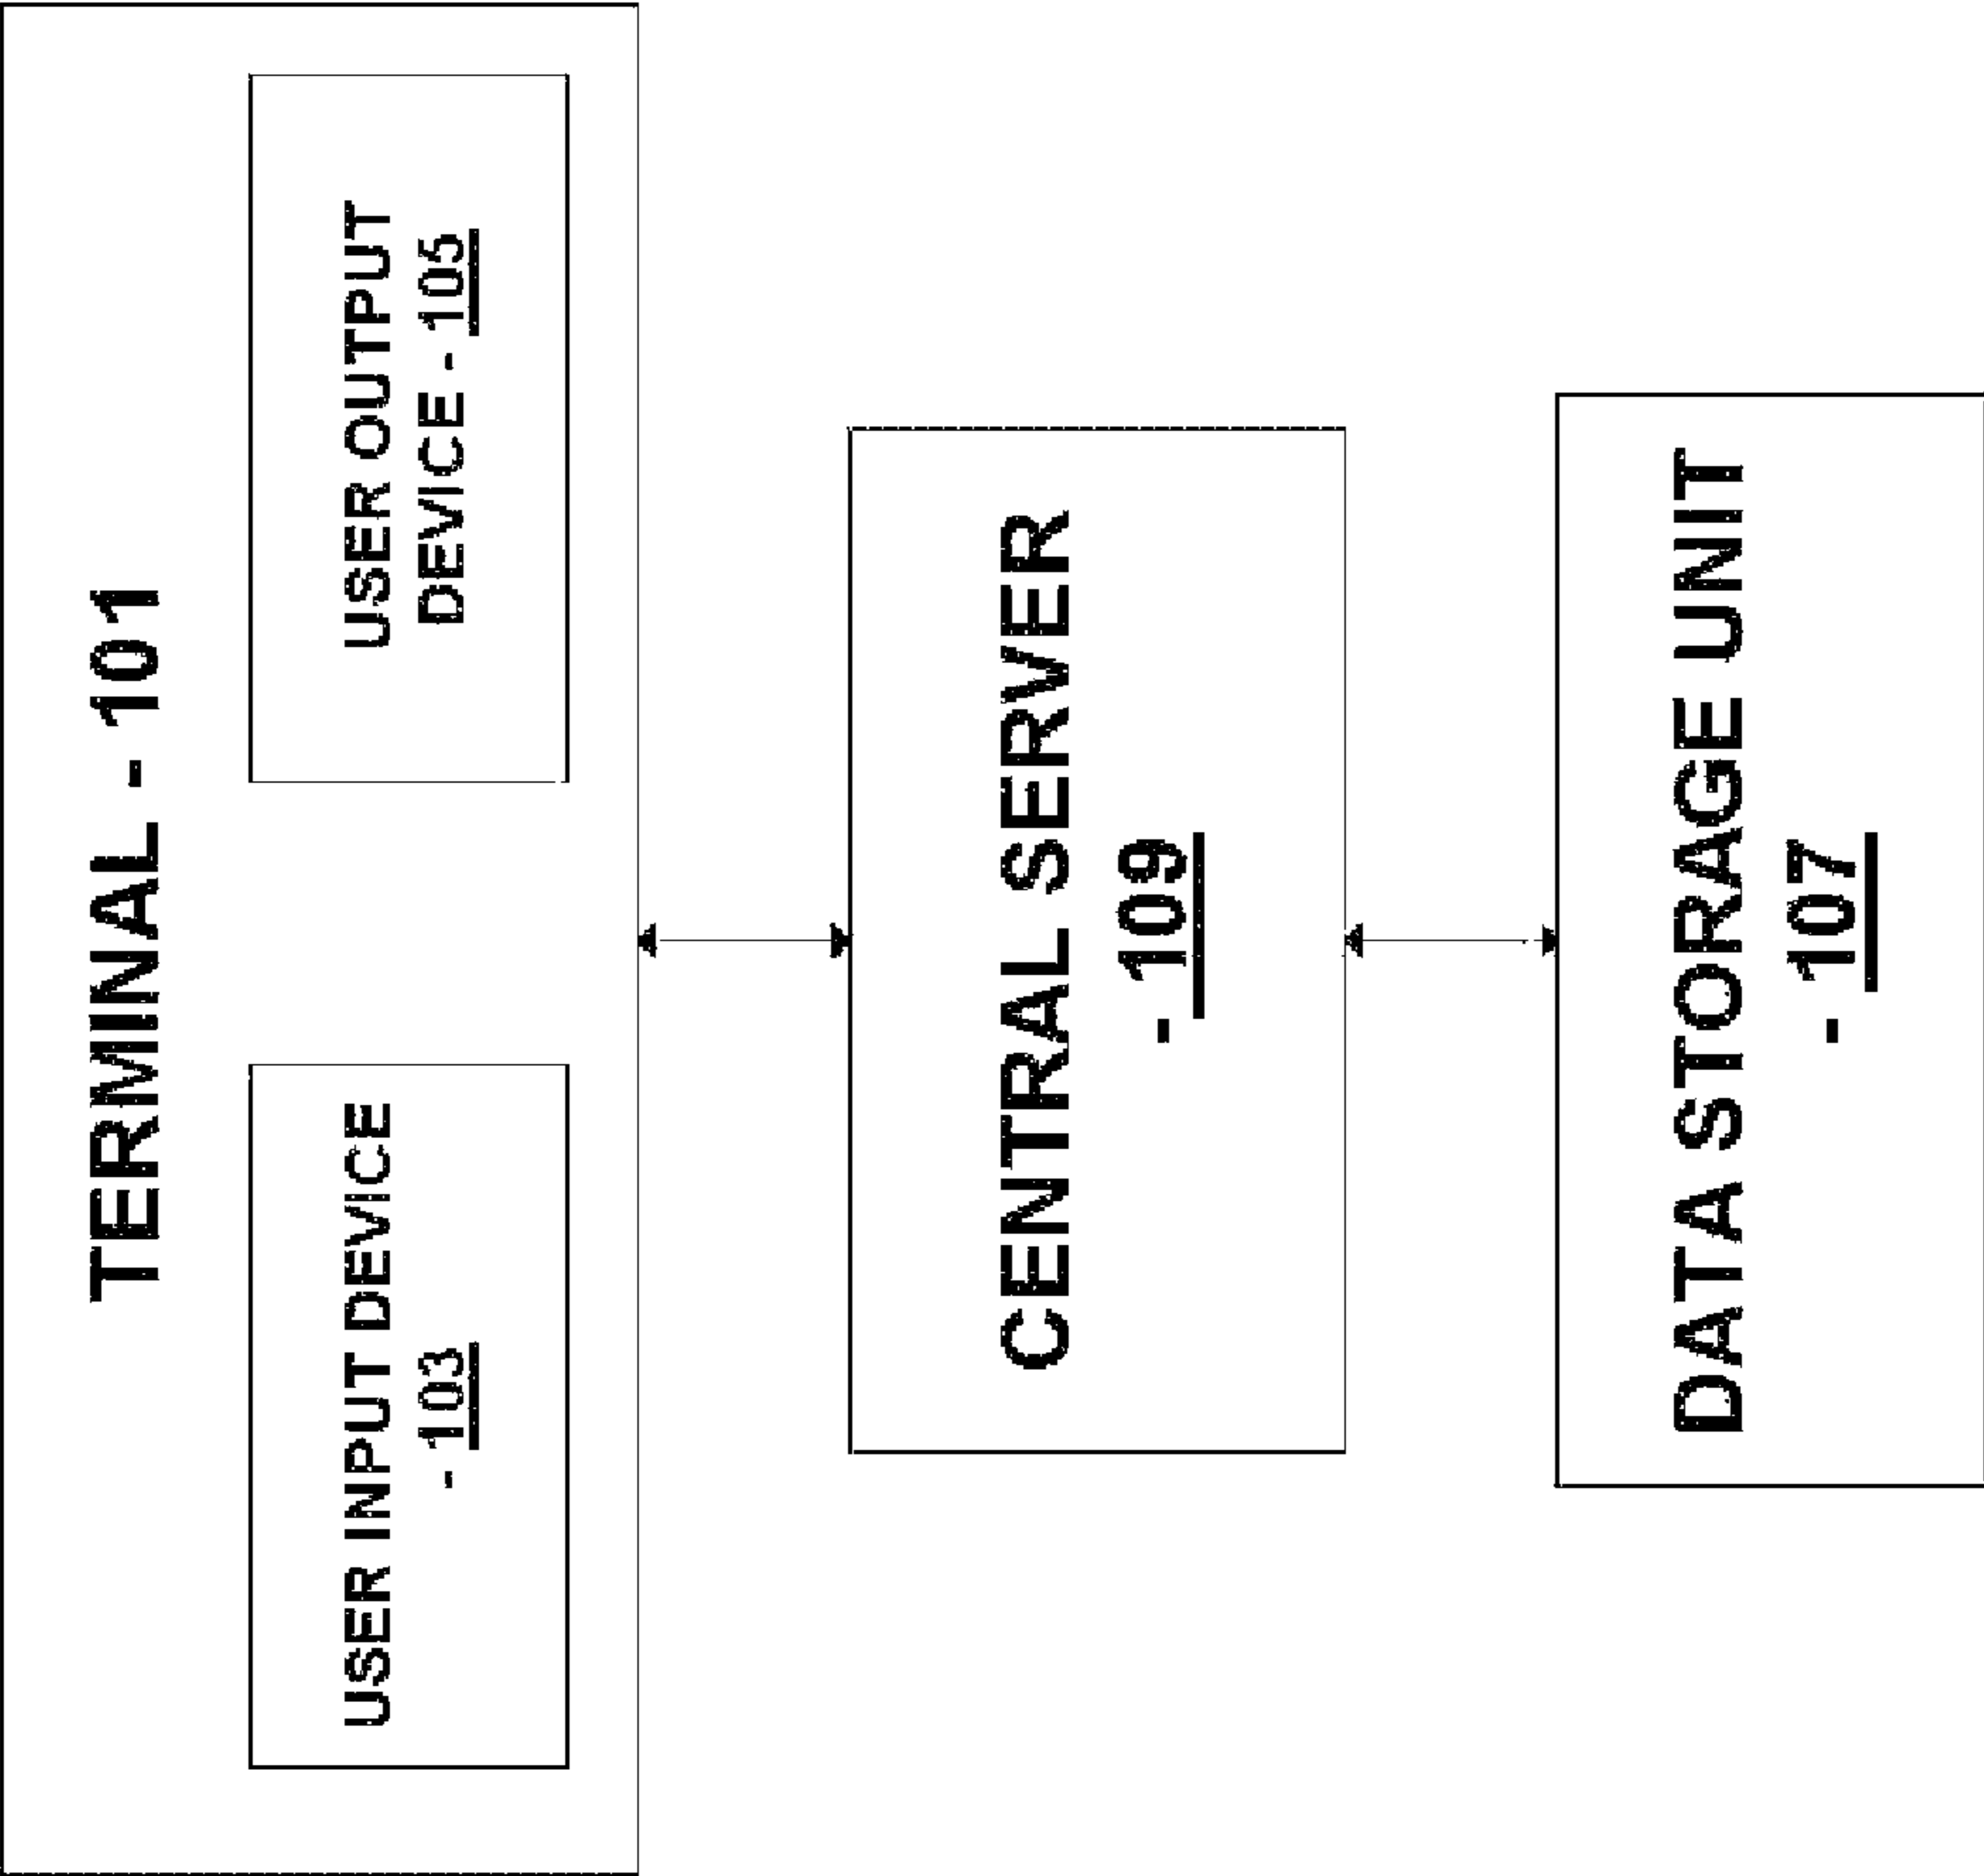 TERMINAL - 101
USER INPUT DEVICE
- 103
USER OUTPUT
DEVICE - 105
CENTRAL SERVER
- 109
DATA STORAGE UNIT
- 107